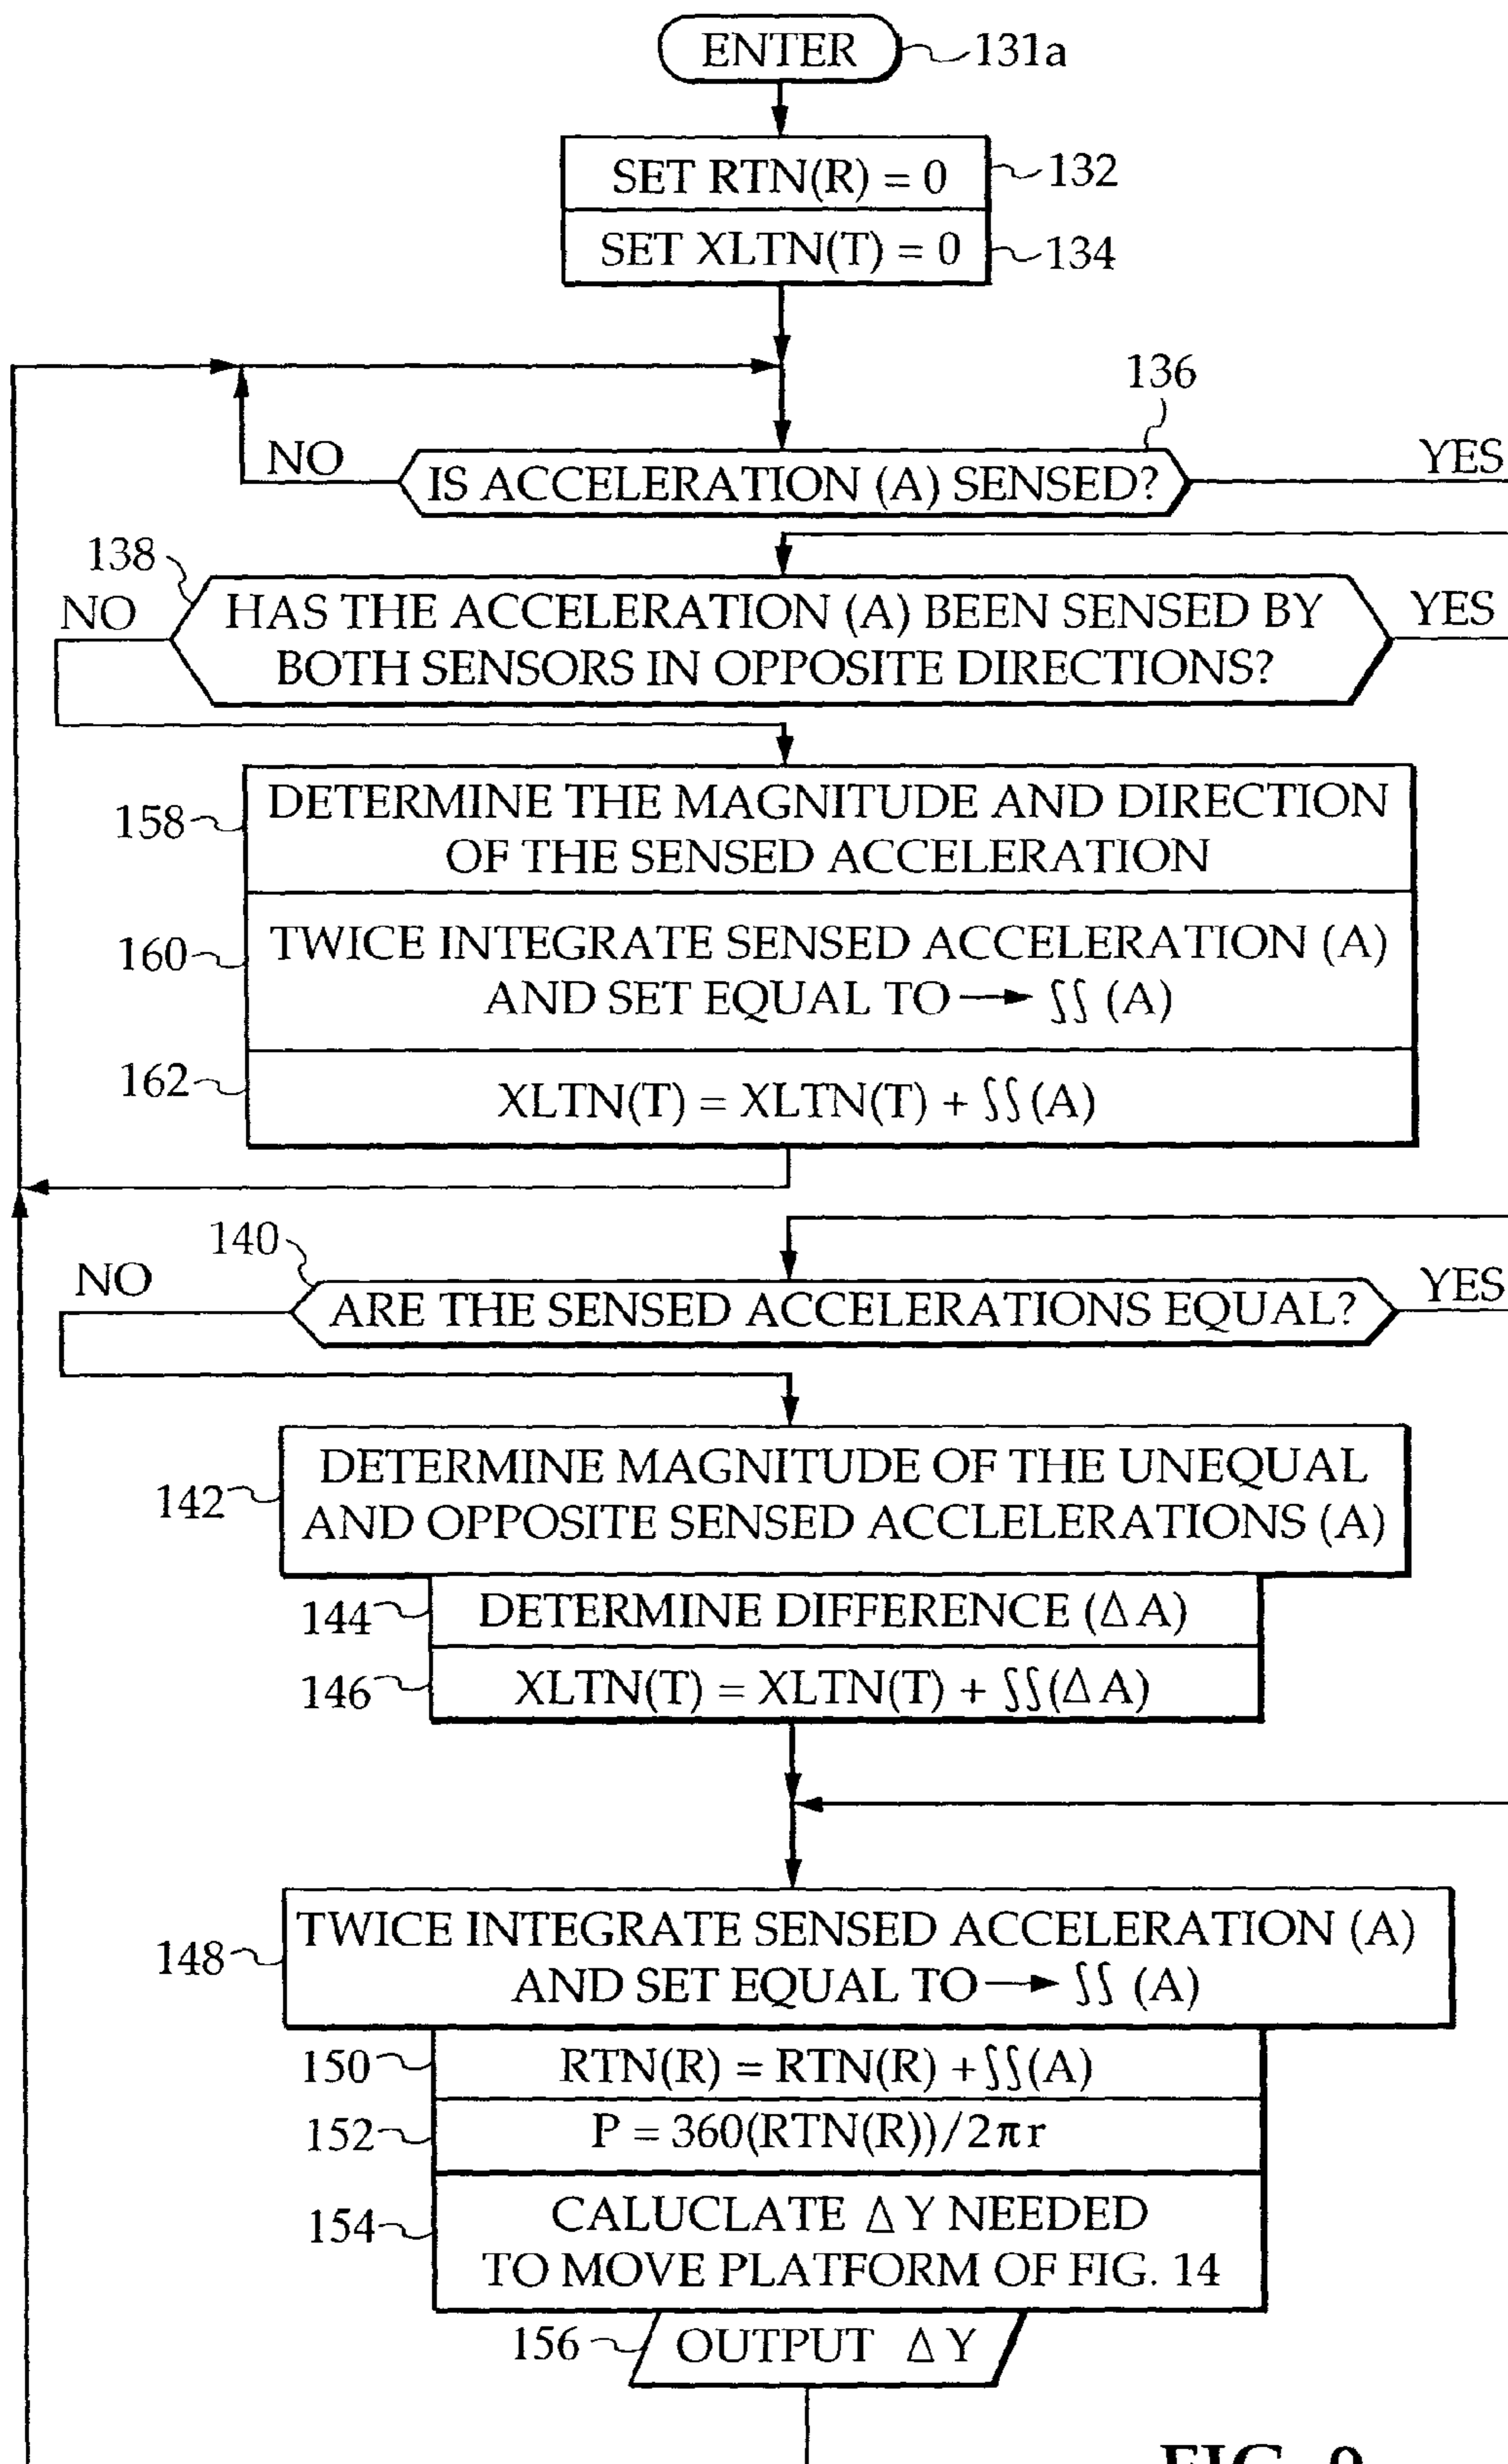 ENTER
131a
SET RTN(R) = 0
132
SET XLTN(T) = 0
134
136
NO
IS ACCELERATION (A) SENSED?
YES
138
NO
HAS THE ACCELERATION (A) BEEN SENSED BY
BOTH SENSORS IN OPPOSITE DIRECTIONS?
YES
158
DETERMINE THE MAGNITUDE AND DIRECTION
OF THE SENSED ACCELERATION
160
TWICE INTEGRATE SENSED ACCELERATION (A)
AND SET EQUAL TO → ∫∫ (A)
162
XLTN(T) = XLTN(T) + ∫∫(A)
140
NO
ARE THE SENSED ACCELERATIONS EQUAL?
YES
142
DETERMINE MAGNITUDE OF THE UNEQUAL
AND OPPOSITE SENSED ACCLELERATIONS (A)
144
DETERMINE DIFFERENCE (Δ A)
146
XLTN(T) = XLTN(T) + ∫∫(Δ A)
148
TWICE INTEGRATE SENSED ACCELERATION (A)
AND SET EQUAL TO → ∫∫ (A)
150
RTN(R) = RTN(R) + ∫∫(A)
152
P = 360(RTN(R))/2πr
154
CALUCLATE Δ Y NEEDED
TO MOVE PLATFORM OF FIG. 14
156
OUTPUT Δ Y
FIG. 9